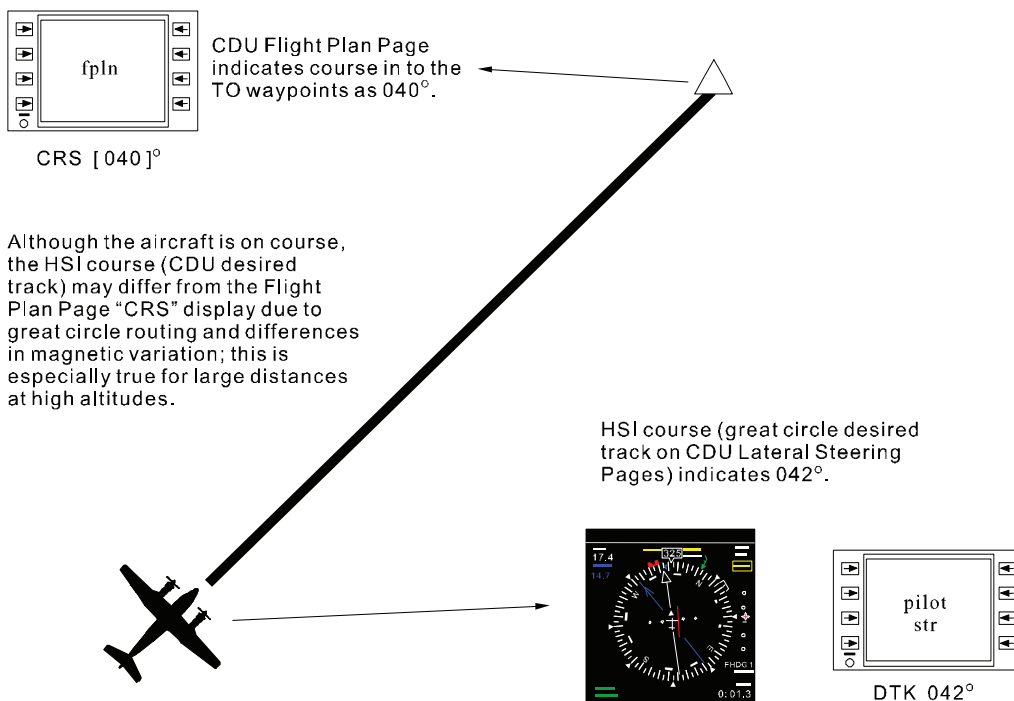 fpln
CDU Flight Plan Page
indicates course in to the
TO waypoints as 040°.
CRS [040]°
Although the aircraft is on course,
the HSI course (CDU desired
track) may differ from the Flight
Plan Page “CRS” display due to
great circle routing and differences
in magnetic variation; this is
especially true for large distances
at high altitudes.
HSI course (great circle desired
track on CDU Lateral Steering
Pages) indicates 042°.
17.4
325
14.7
N
W
E
S
FHDG 1
0:01.3
pilot
str
DTK 042°